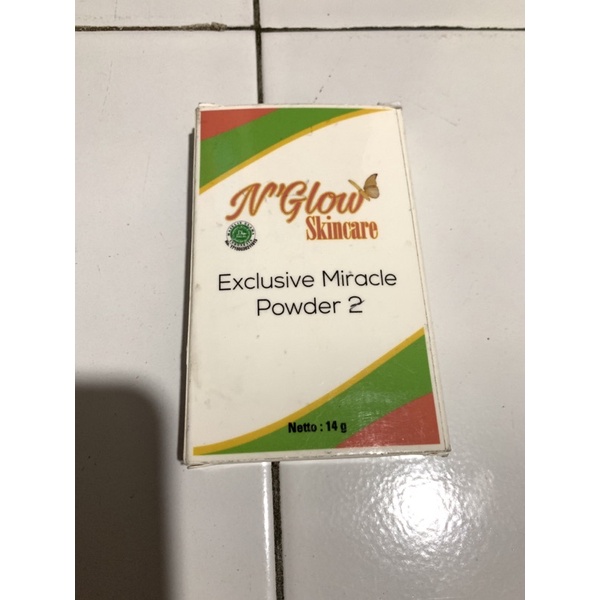 N"Glow
Skincare
Exclusive Miracle
Powder 2
Netto : 14 g